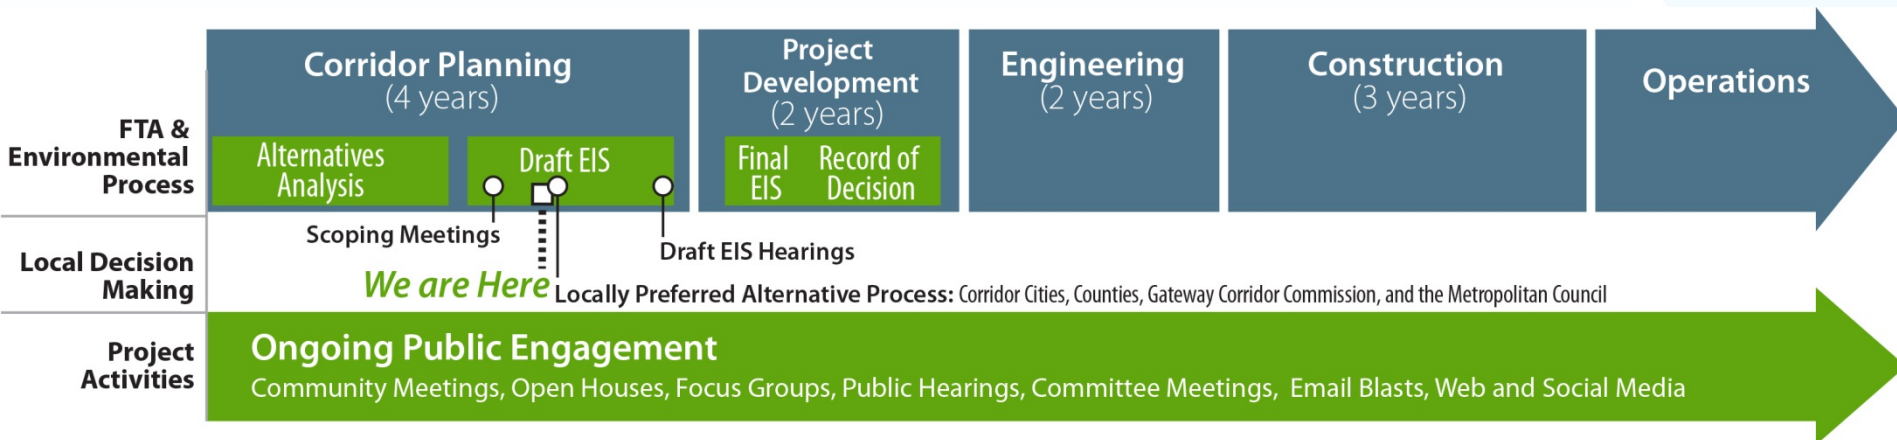 Corridor Planning
(4 years)
Project
Development
(2 years)
Engineering
(2 years)
Construction
(3 years)
Operations
FTA &
Environmental
Process
Alternatives
Analysis
Draft EIS
Final
EIS
Record of
Decision
Scoping Meetings
Draft EIS Hearings
Local Decision
Making
We are Here
Locally Preferred Alternative Process: Corridor Cities, Counties, Gateway Corridor Commission, and the Metropolitan Council
Project
Activities
Ongoing Public Engagement
Community Meetings, Open Houses, Focus Groups, Public Hearings, Committee Meetings, Email Blasts, Web and Social Media